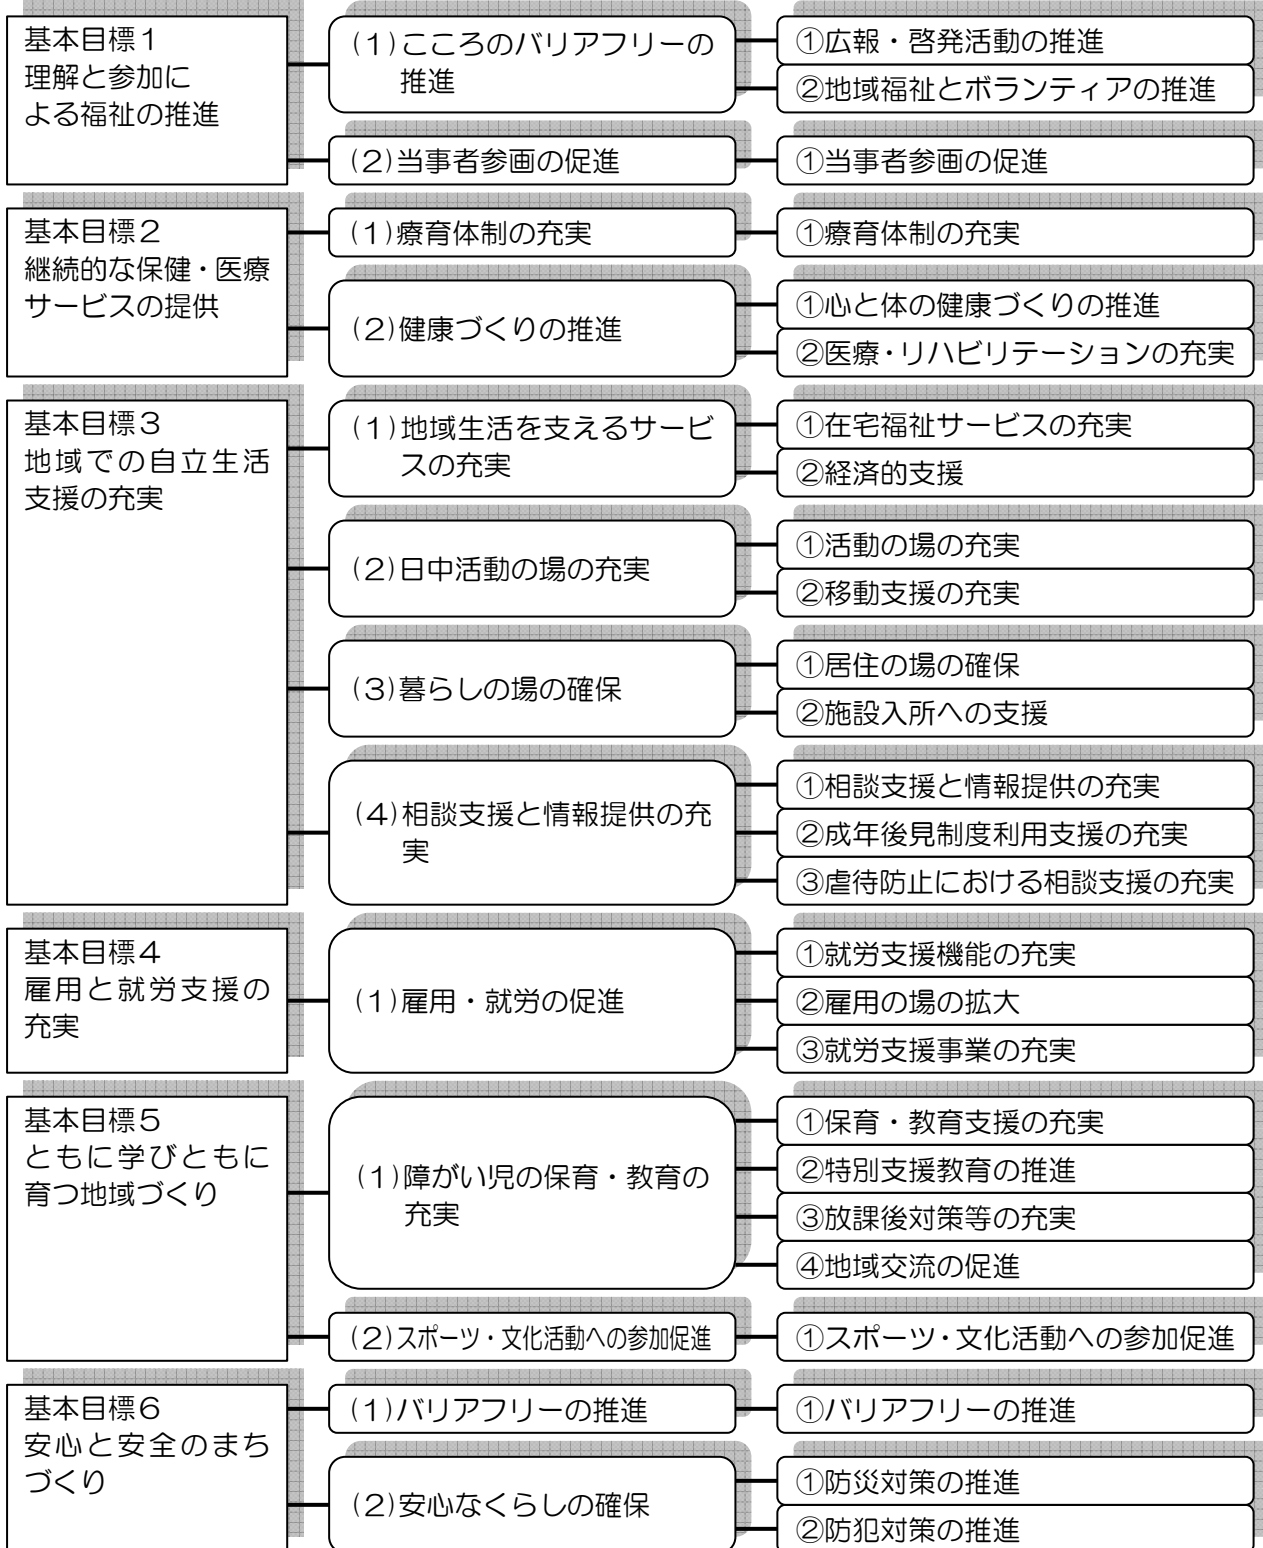 基本目標1
理解と参加に
よる福祉の推進
(1)こころのバリアフリーの
推進
①広報・啓発活動の推進
②地域福祉とボランティアの推進
(2)当事者参画の促進
①当事者参画の促進
基本目標2
継続的な保健・医療
サービスの提供
(1)療育体制の充実
①療育体制の充実
(2)健康づくりの推進
①心と体の健康づくりの推進
②医療・リハビリテーションの充実
基本目標3
地域での自立生活
支援の充実
(1)地域生活を支えるサービ
スの充実
①在宅福祉サービスの充実
②経済的支援
(2)日中活動の場の充実
①活動の場の充実
②移動支援の充実
(3)暮らしの場の確保
①居住の場の確保
②施設入所への支援
(4)相談支援と情報提供の充
実
①相談支援と情報提供の充実
②成年後見制度利用支援の充実
③虐待防止における相談支援の充実
基本目標4
雇用と就労支援の
充実
(1)雇用・就労の促進
①就労支援機能の充実
②雇用の場の拡大
③就労支援事業の充実
基本目標5
ともに学びともに
育つ地域づくり
(1)障がい児の保育・教育の
充実
①保育・教育支援の充実
②特別支援教育の推進
③放課後対策等の充実
④地域交流の促進
(2)スポーツ・文化活動への参加促進
①スポーツ・文化活動への参加促進
基本目標6
安心と安全のまち
づくり
(1)バリアフリーの推進
①バリアフリーの推進
(2)安心なくらしの確保
①防災対策の推進
②防犯対策の推進